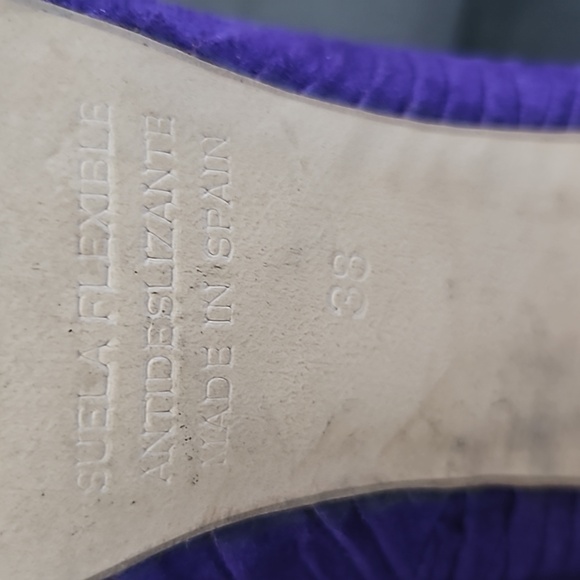 SUELA FLEXIBLE
ANTIDESLIZANTE
MADE IN SPAIN
38